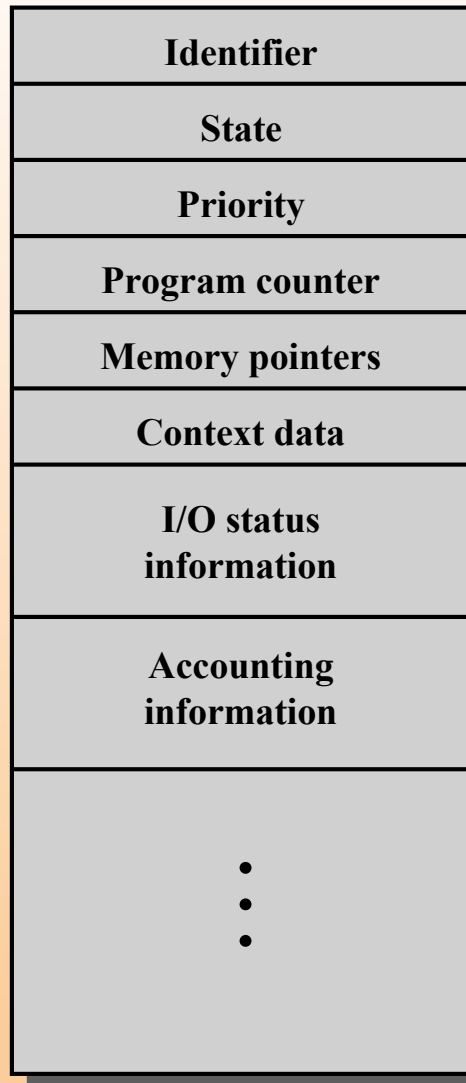 Identifier
State
Priority
Program counter
Memory pointers
Context data
I/O status
information
Accounting
information
•
•
•